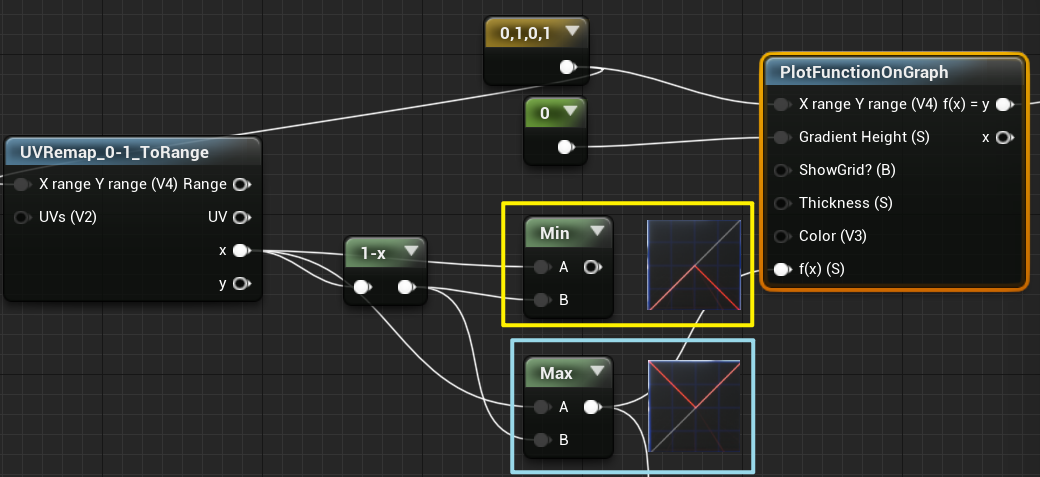 0,1,0,1
PlotFunctionOnGraph
X range Y range (V4) f(x) = y
0
Gradient Height (S) x
UVRemap_0-1_ToRange
X range Y range (V4) Range
ShowGrid? (B)
UVs (V2) UV
Thickness (S)
x
1-x
Min
Color (V3)
A
f(x) (S)
y
B
Max
A
B